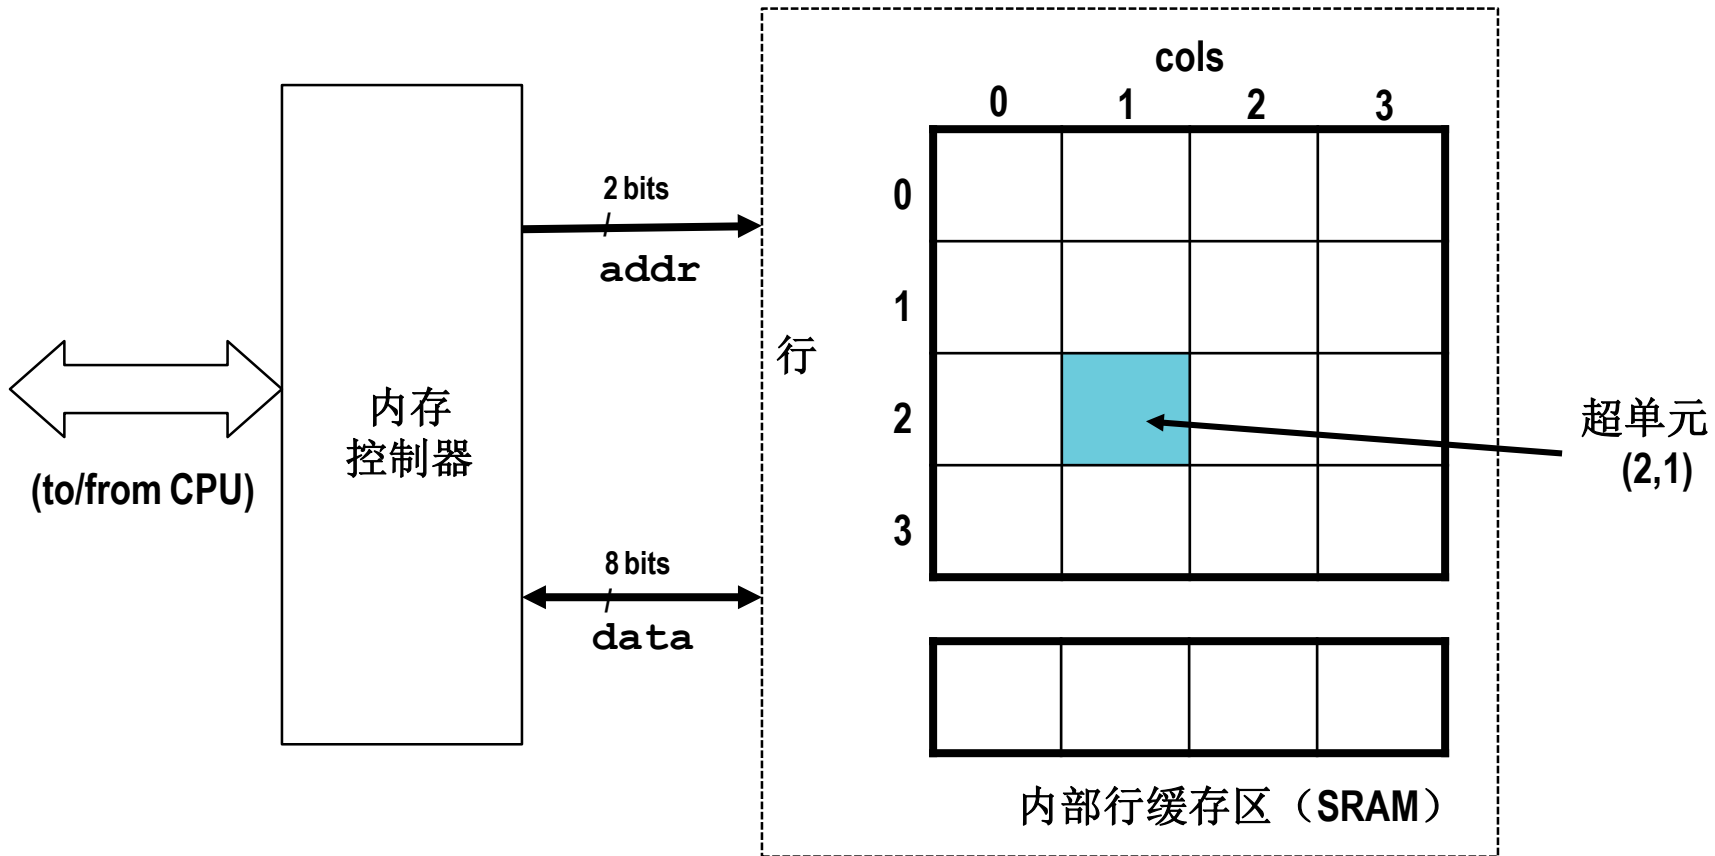 cols
0 1 2 3
0
1
2
3
2 bits
addr
行
内存
控制器
(to/from CPU)
8 bits
data
超单元
(2,1)
内部行缓存区（SRAM）